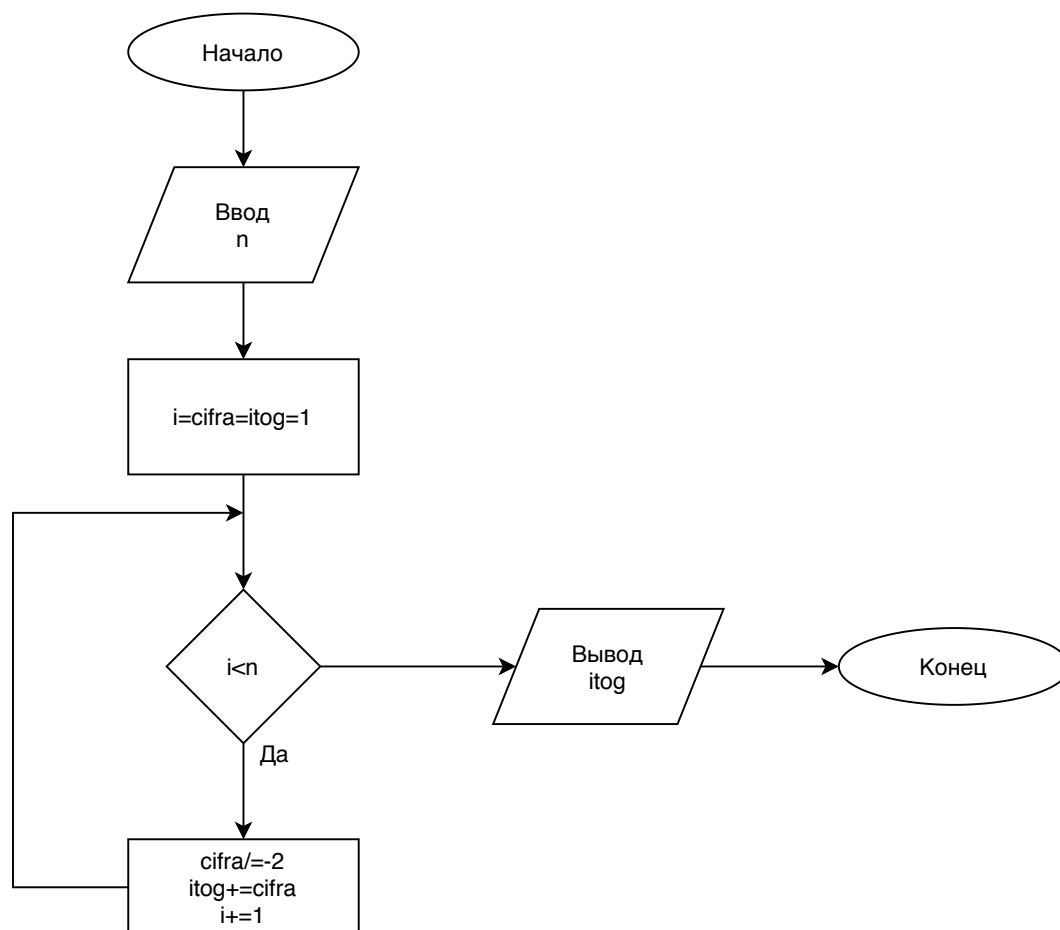 Начало
Ввод
n
i=cifra=itog=1
i<n
Вывод
itog
Конец
Да
cifra/=-2
itog+=cifra
i+=1